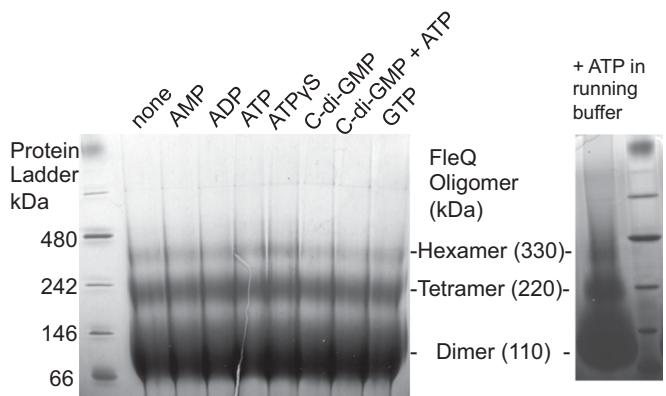 none
AMP
ADP
ATP
ATPγS
C-di-GMP
C-di-GMP + ATP
GTP
+ ATP in
running
buffer
Protein
Ladder
kDa
480
242
146
66
FleQ
Oligomer
(kDa)
-Hexamer (330)-
-Tetramer (220)-
- Dimer (110) -